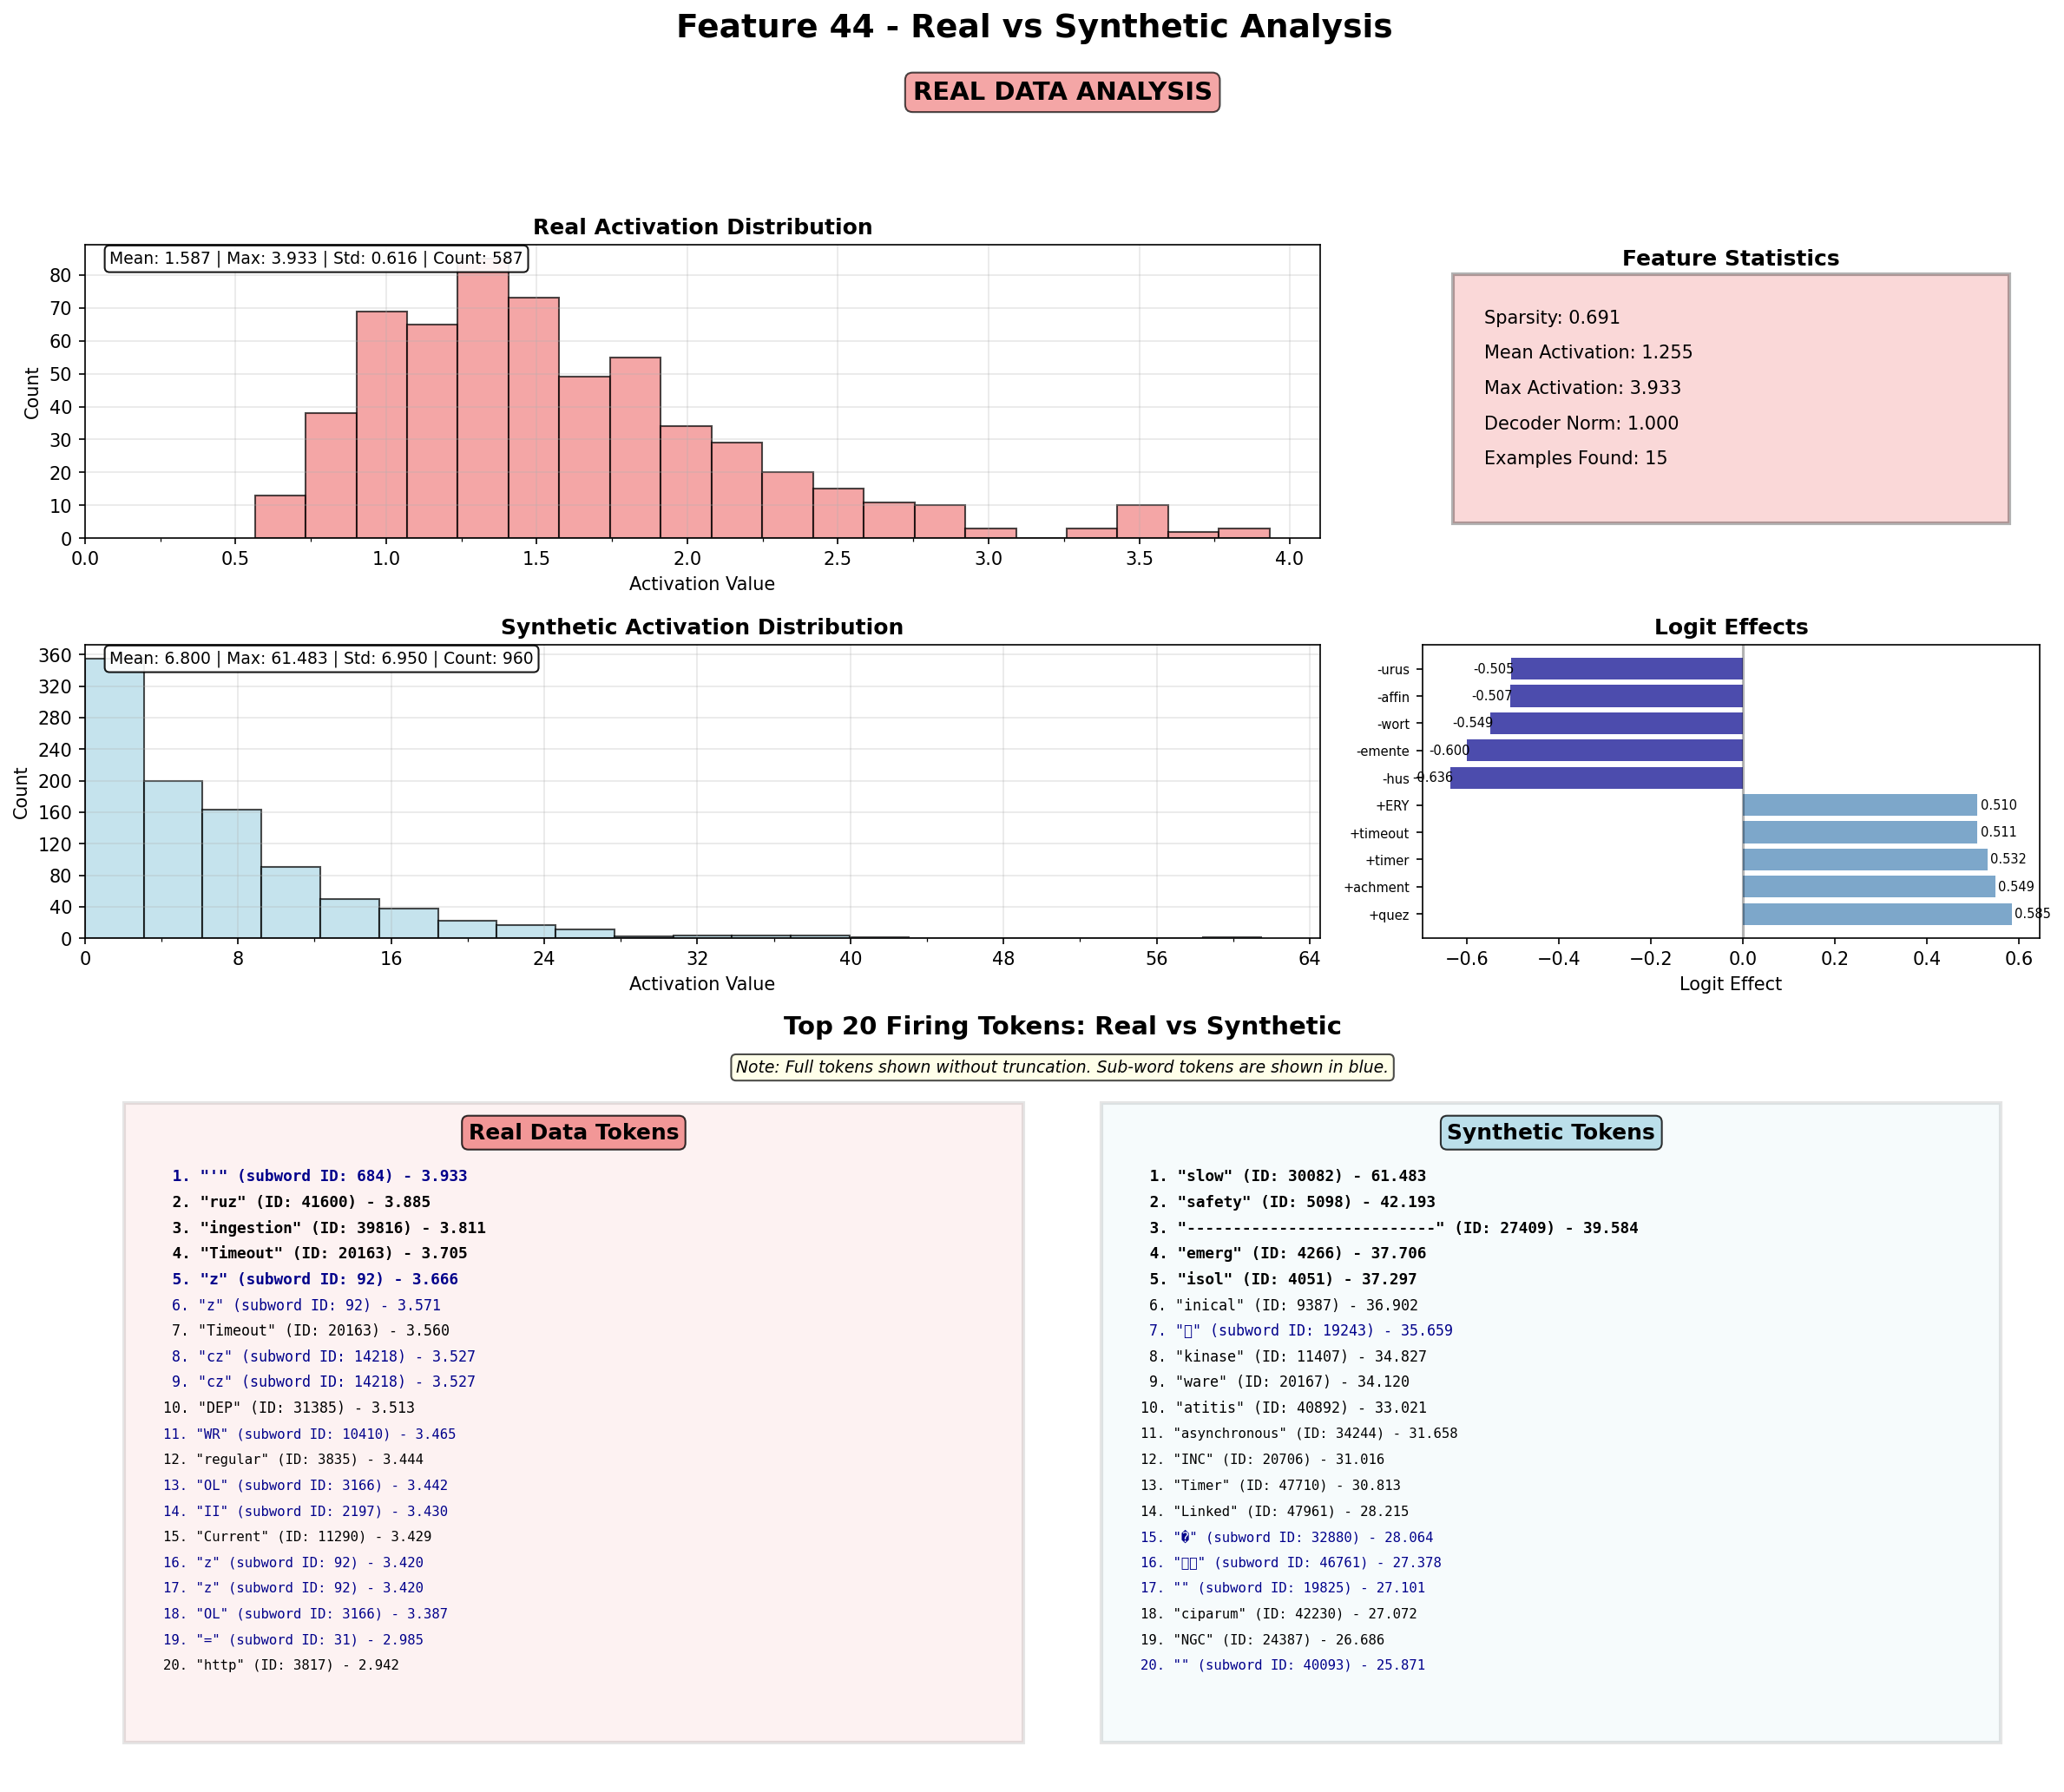 Feature 44 - Real vs Synthetic Analysis
REAL DATA ANALYSIS
Real Activation Distribution
Mean: 1.587 | Max: 3.933 | Std: 0.616 | Count: 587
Count
80
70
60
50
40
30
20
10
0
0.0 0.5 1.0 1.5 2.0 2.5 3.0 3.5 4.0
Activation Value
Feature Statistics
Sparsity: 0.691
Mean Activation: 1.255
Max Activation: 3.933
Decoder Norm: 1.000
Examples Found: 15
Synthetic Activation Distribution
Mean: 6.800 | Max: 61.483 | Std: 6.950 | Count: 960
Count
360
320
280
240
200
160
120
80
40
0
0 8 16 24 32 40 48 56 64
Activation Value
Logit Effects
-urus -0.505
-affin -0.507
-wort -0.549
-emente -0.600
-hus -0.636
+ERY 0.510
+timeout 0.511
+timer 0.532
+achment 0.549
+quez 0.585
−0.6 −0.4 −0.2 0.0 0.2 0.4 0.6
Logit Effect
Top 20 Firing Tokens: Real vs Synthetic
Note: Full tokens shown without truncation. Sub-word tokens are shown in blue.
Real Data Tokens
1. "'" (subword ID: 684) - 3.933
2. "ruz" (ID: 41600) - 3.885
3. "ingestion" (ID: 39816) - 3.811
4. "Timeout" (ID: 20163) - 3.705
5. "z" (subword ID: 92) - 3.666
6. "z" (subword ID: 92) - 3.571
7. "Timeout" (ID: 20163) - 3.560
8. "cz" (subword ID: 14218) - 3.527
9. "cz" (subword ID: 14218) - 3.527
10. "DEP" (ID: 31385) - 3.513
11. "WR" (subword ID: 10410) - 3.465
12. "regular" (ID: 3835) - 3.444
13. "OL" (subword ID: 3166) - 3.442
14. "II" (subword ID: 2197) - 3.430
15. "Current" (ID: 11290) - 3.429
16. "z" (subword ID: 92) - 3.420
17. "z" (subword ID: 92) - 3.420
18. "OL" (subword ID: 3166) - 3.387
19. "=" (subword ID: 31) - 2.985
20. "http" (ID: 3817) - 2.942
Synthetic Tokens
1. "slow" (ID: 30082) - 61.483
2. "safety" (ID: 5098) - 42.193
3. "---------------------------" (ID: 27409) - 39.584
4. "emerg" (ID: 4266) - 37.706
5. "isol" (ID: 4051) - 37.297
6. "inical" (ID: 9387) - 36.902
7. "▯" (subword ID: 19243) - 35.659
8. "kinase" (ID: 11407) - 34.827
9. "ware" (ID: 20167) - 34.120
10. "atitis" (ID: 40892) - 33.021
11. "asynchronous" (ID: 34244) - 31.658
12. "INC" (ID: 20706) - 31.016
13. "Timer" (ID: 47710) - 30.813
14. "Linked" (ID: 47961) - 28.215
15. "�" (subword ID: 32880) - 28.064
16. "▯▯" (subword ID: 46761) - 27.378
17. "" (subword ID: 19825) - 27.101
18. "ciparum" (ID: 42230) - 27.072
19. "NGC" (ID: 24387) - 26.686
20. "" (subword ID: 40093) - 25.871